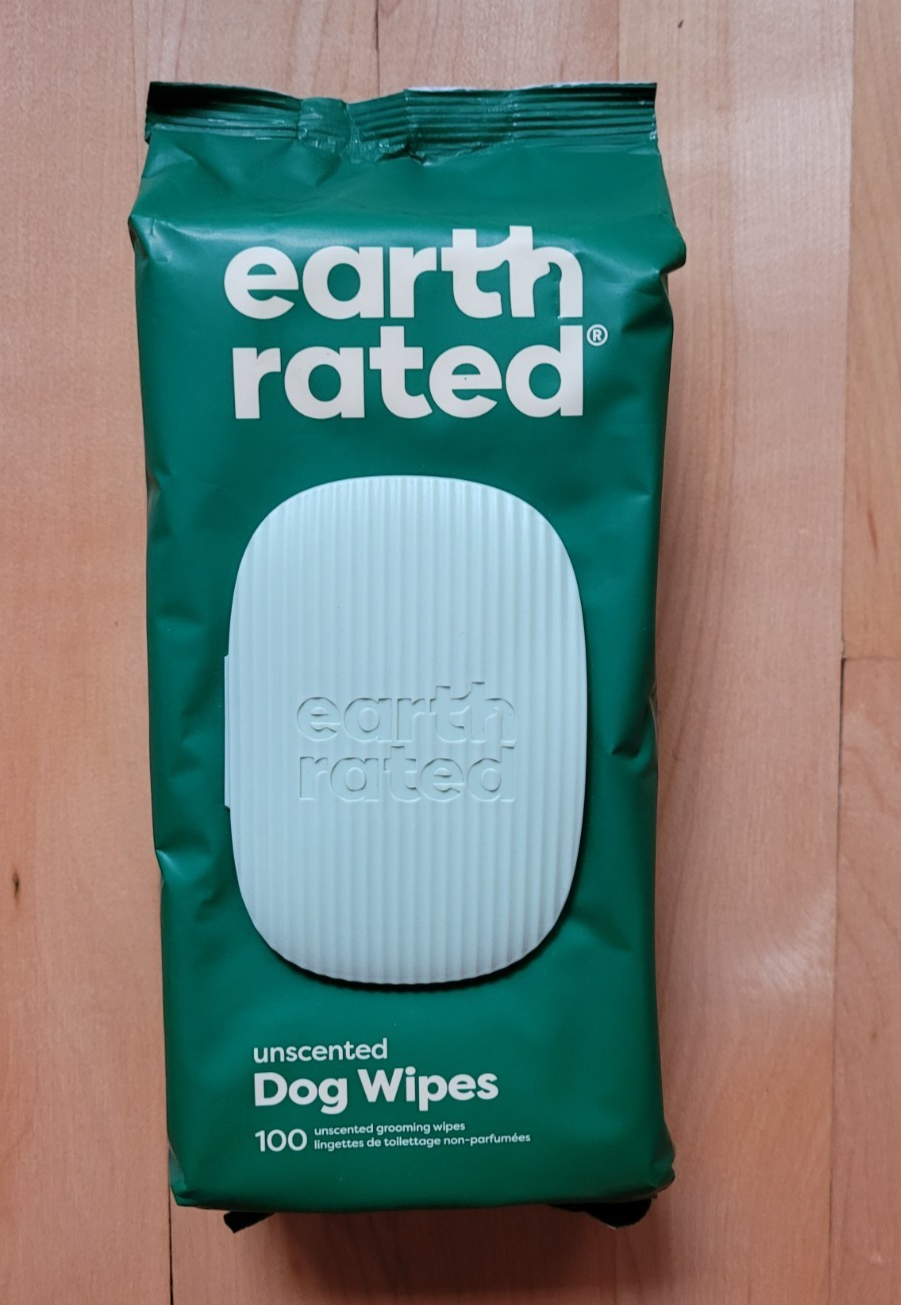 earth
rated®
earth
rated
unscented
Dog Wipes
100 unscented grooming wipes
lingettes de toilettage non-parfumées